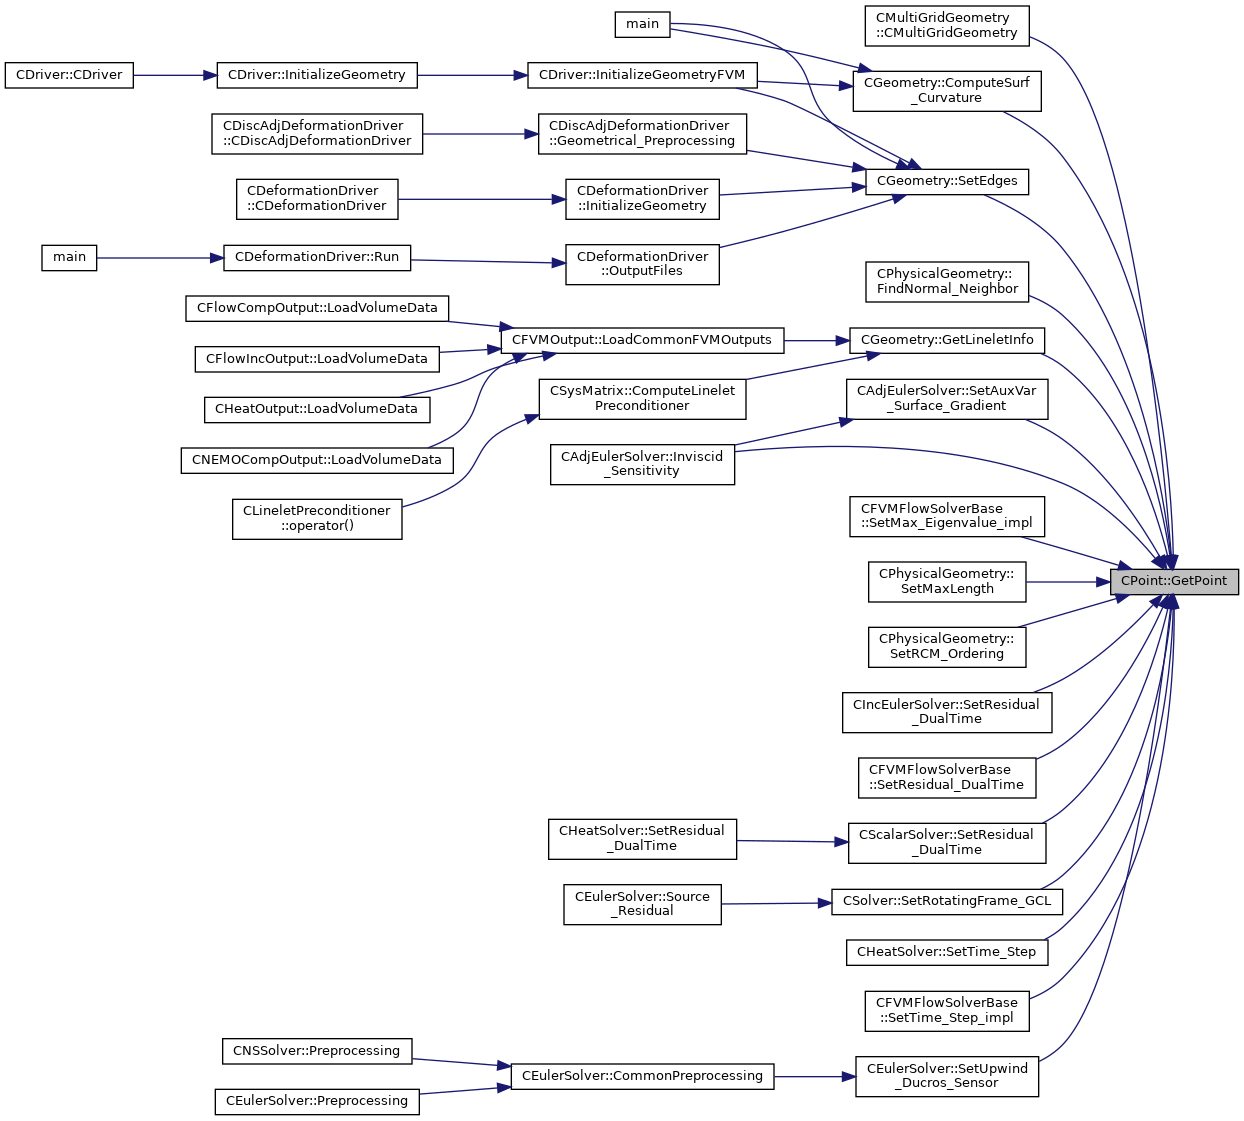 main
CMultiGridGeometry
::CMultiGridGeometry
CDriver::CDriver
CDriver::InitializeGeometry
CDriver::InitializeGeometryFVM
CGeometry::ComputeSurf
_Curvature
CDiscAdjDeformationDriver
::CDiscAdjDeformationDriver
CDiscAdjDeformationDriver
::Geometrical_Preprocessing
CGeometry::SetEdges
CDeformationDriver
::CDeformationDriver
CDeformationDriver
::InitializeGeometry
main
CDeformationDriver::Run
CDeformationDriver
::OutputFiles
CPhysicalGeometry::
FindNormal_Neighbor
CFlowCompOutput::LoadVolumeData
CFVMOutput::LoadCommonFVMOutputs
CGeometry::GetLineletInfo
CFlowIncOutput::LoadVolumeData
CHeatOutput::LoadVolumeData
CSysMatrix::ComputeLinelet
Preconditioner
CAdjEulerSolver::SetAuxVar
_Surface_Gradient
CNEMOCompOutput::LoadVolumeData
CAdjEulerSolver::Inviscid
_Sensitivity
CLineletPreconditioner
::operator()
CFVMFlowSolverBase
::SetMax_Eigenvalue_impl
CPhysicalGeometry::
SetMaxLength
CPoint::GetPoint
CPhysicalGeometry::
SetRCM_Ordering
CIncEulerSolver::SetResidual
_DualTime
CFVMFlowSolverBase
::SetResidual_DualTime
CHeatSolver::SetResidual
_DualTime
CScalarSolver::SetResidual
_DualTime
CEulerSolver::Source
_Residual
CSolver::SetRotatingFrame_GCL
CHeatSolver::SetTime_Step
CFVMFlowSolverBase
::SetTime_Step_impl
CNSSolver::Preprocessing
CEulerSolver::CommonPreprocessing
CEulerSolver::SetUpwind
_Ducros_Sensor
CEulerSolver::Preprocessing